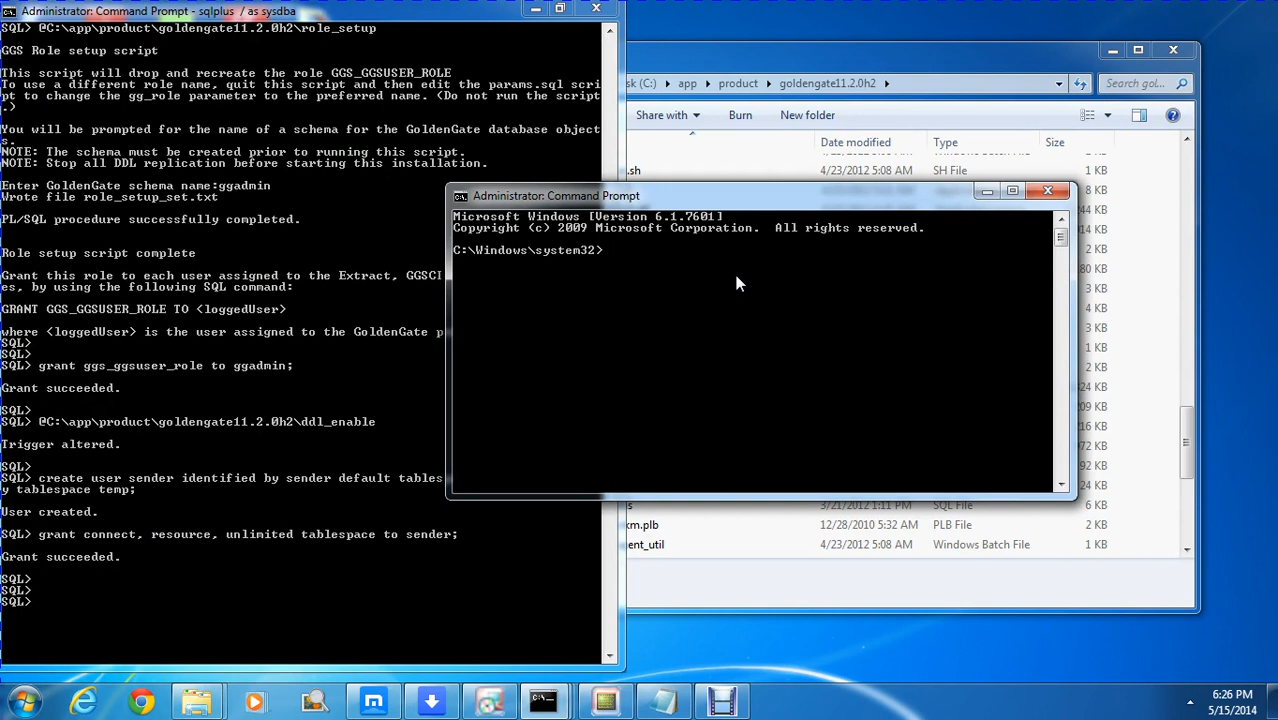 Administrator: Command Prompt - sqlplus / as sysdba
SQL> @C:\app\product\goldengate11.2.0h2\role_setup
GGS Role setup script
This script will drop and recreate the role GGS_GGSUSER_ROLE
To use a different role name, quit this script and then edit the params.sql scri
pt to change the gg_role parameter to the preferred name. (Do not run the script
.)
You will be prompted for the name of a schema for the GoldenGate database object
s.
NOTE: The schema must be created prior to running this script.
NOTE: Stop all DDL replication before starting this installation.
Enter GoldenGate schema name:ggadmin
Wrote file role_setup_set.txt
PL/SQL procedure successfully completed.
Role setup script complete
Grant this role to each user assigned to the Extract, GGSCI
es, by using the following SQL command:
GRANT GGS_GGSUSER_ROLE TO <loggedUser>
where <loggedUser> is the user assigned to the GoldenGate p
SQL>
SQL>
SQL> grant ggs_ggsuser_role to ggadmin;
Grant succeeded.
SQL>
SQL> @C:\app\product\goldengate11.2.0h2\ddl_enable
Trigger altered.
SQL>
SQL> create user sender identified by sender default tables
y tablespace temp;
User created.
SQL> grant connect, resource, unlimited tablespace to sender;
Grant succeeded.
SQL>
SQL>
SQL>
sk (C:) app product goldengate11.2.0h2 Search gol...
Share with Burn New folder
Date modified Type Size
.sh 4/23/2012 5:08 AM SH File
Administrator: Command Prompt
Microsoft Windows [Version 6.1.7601]
Copyright (c) 2009 Microsoft Corporation. All rights reserved.
C:\Windows\system32>
KB
KB
3 KB
8 KB
1 KB
2 KB
824 KB
209 KB
416 KB
972 KB
92 KB
24 KB
s 3/21/2012 1:11 PM SQL File 6 KB
km.plb 12/28/2010 5:32 AM PLB File 2 KB
ent_util 4/23/2012 5:08 AM Windows Batch File 1 KB
6:26 PM
5/15/2014